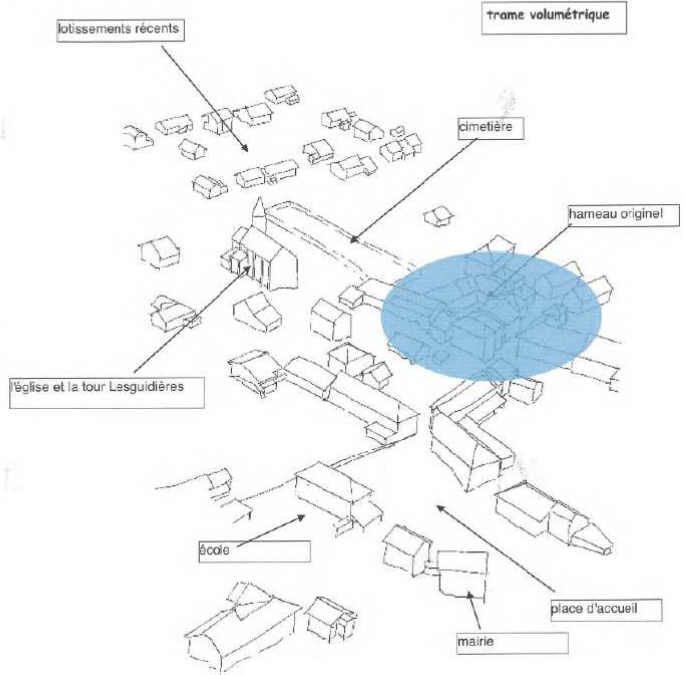 trame volumétrique
lotissements récents
cimetière
hameau originel
l'église et la tour Lesguidières
école
place d'accueil
mairie